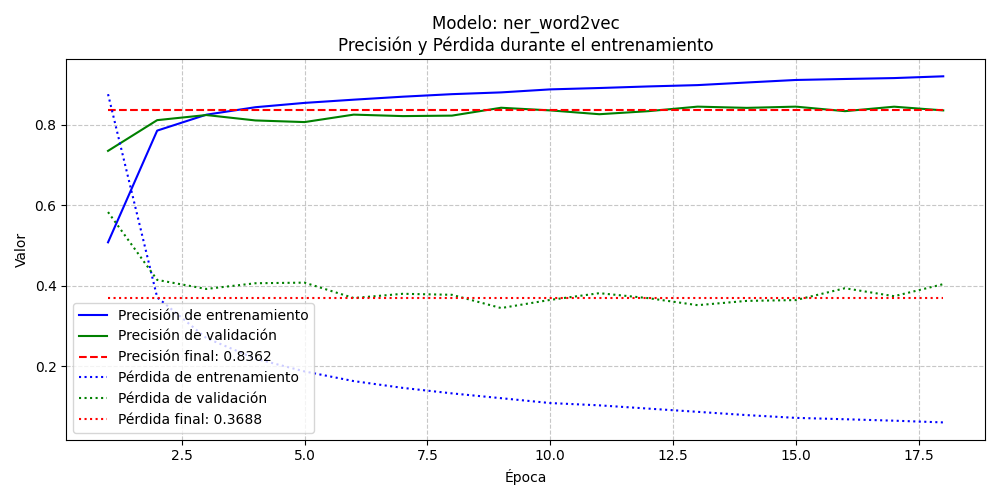 Modelo: ner_word2vec
Precisión y Pérdida durante el entrenamiento
Valor
0.8
0.6
0.4
0.2
Precisión de entrenamiento
Precisión de validación
Precisión final: 0.8362
Pérdida de entrenamiento
Pérdida de validación
Pérdida final: 0.3688
2.5 5.0 7.5 10.0 12.5 15.0 17.5
Época